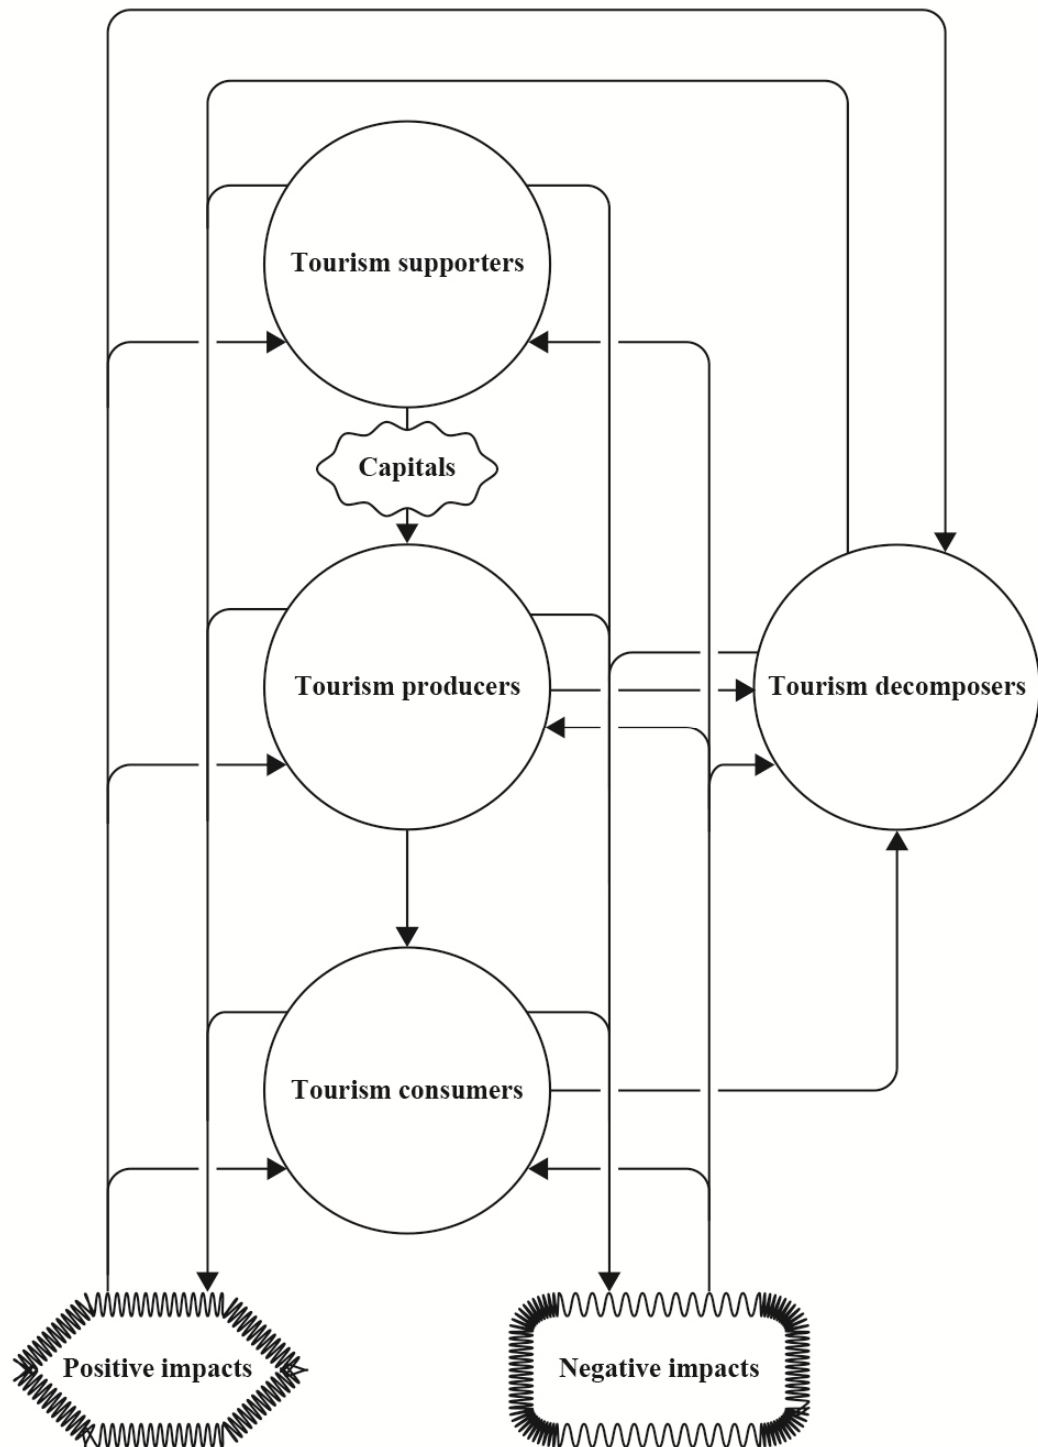 Tourism supporters
Capitals
Tourism producers
Tourism decomposers
Tourism consumers
Positive impacts
Negative impacts